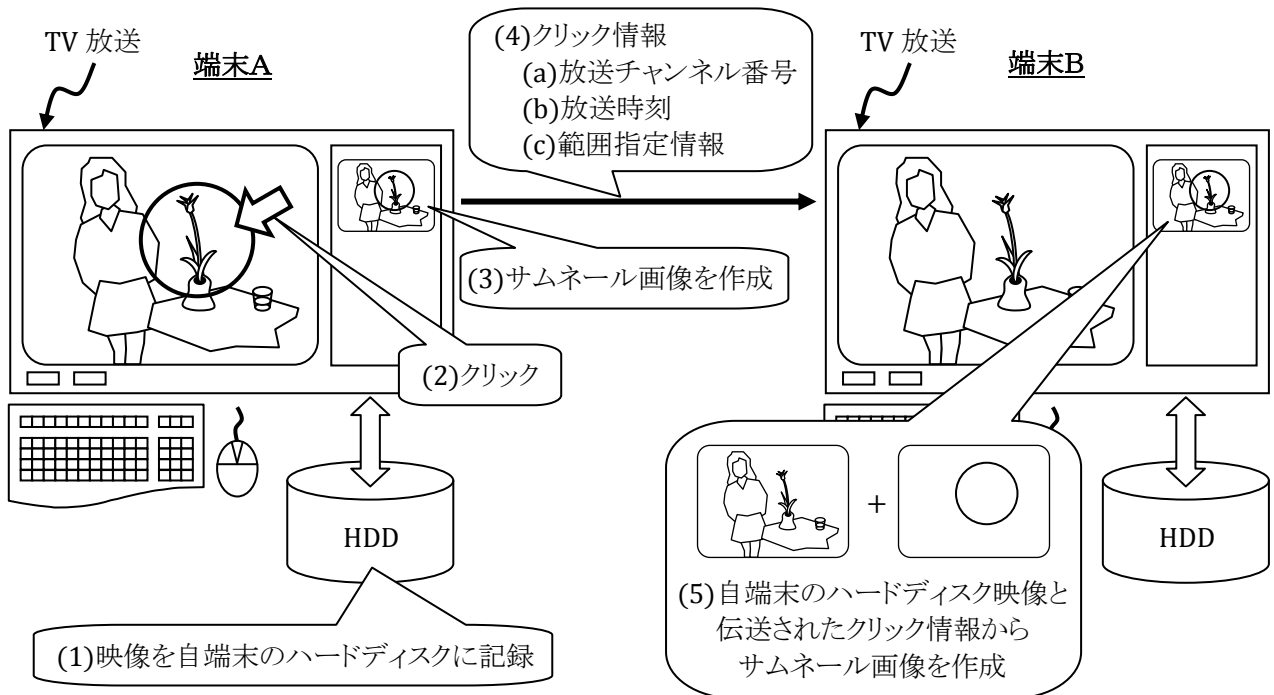 TV 放送
端末A
(4)クリック情報
(a)放送チャンネル番号
(b)放送時刻
(c)範囲指定情報
TV 放送
端末B
(3)サムネール画像を作成
(2)クリック
HDD
(1)映像を自端末のハードディスクに記録
+
(5)自端末のハードディスク映像と
伝送されたクリック情報から
サムネール画像を作成
HDD